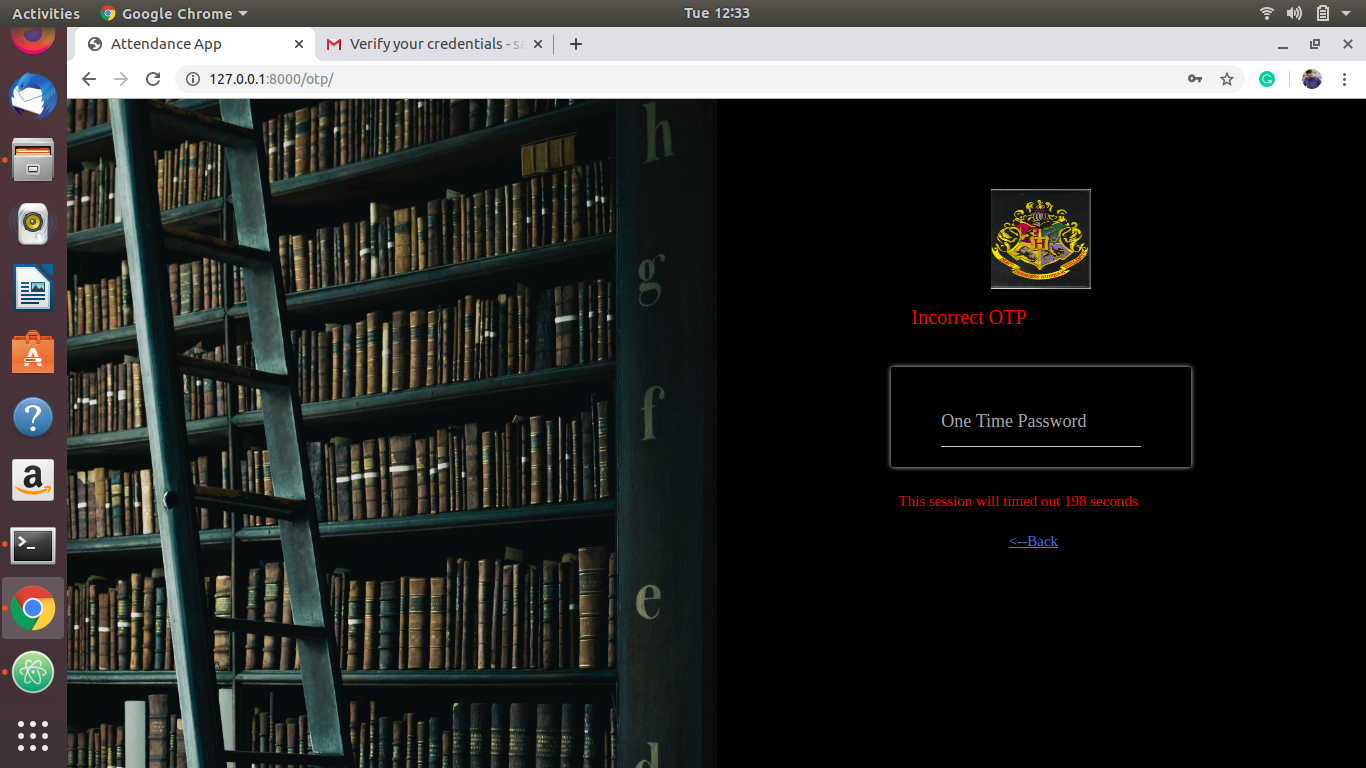 Activities
Google Chrome
Tue 12:33
Attendance App
Verify your credentials - sa
127.0.0.1:8000/otp/
h
g
f
e
d
H
Incorrect OTP
One Time Password
This session will timed out 198 seconds
<--Back